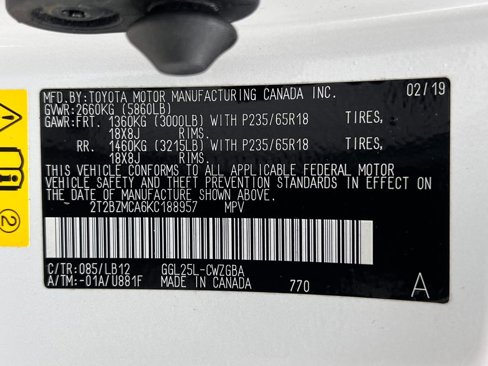 MFD.BY:TOYOTA MOTOR MANUFACTURING CANADA INC. 02/19
GVWR:2660KG (5860LB)
GAWR:FRT. 1360KG (3000LB) WITH P235/65R18 TIRES,
18X8J RIMS.
RR. 1460KG (3215LB) WITH P235/65R18 TIRES,
18X8J RIMS.
THIS VEHICLE CONFORMS TO ALL APPLICABLE FEDERAL MOTOR
VEHICLE SAFETY AND THEFT PREVENTION STANDARDS IN EFFECT ON
THE DATE OF MANUFACTURE SHOWN ABOVE.
2T2BZMCA6KC188957 MPV
C/TR:085/LB12 GGL25L-CWZGBA
A/TM:-01A/U881F MADE IN CANADA 770 A
2